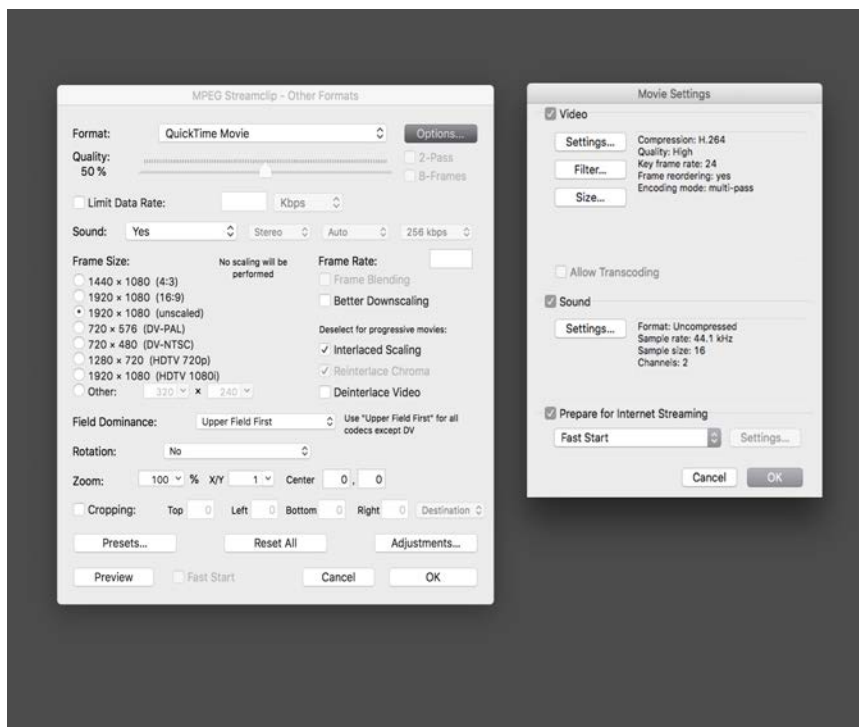 MPEG Streamclip - Other Formats
Format: QuickTime Movie Options...
Quality: 2-Pass
50 % B-Frames
Limit Data Rate: Kbps
Sound: Yes Stereo Auto 256 kbps
Frame Size: No scaling will be performed Frame Rate:
1440 × 1080 (4:3) Frame Blending
1920 × 1080 (16:9) Better Downscaling
1920 × 1080 (unscaled)
720 × 576 (DV-PAL) Deselect for progressive movies:
720 × 480 (DV-NTSC) Interlaced Scaling
1280 × 720 (HDTV 720p)
1920 × 1080 (HDTV 1080i) Reinterlace Chroma
Other: 320 × 240 Deinterlace Video
Field Dominance: Upper Field First Use "Upper Field First" for all codecs except DV
Rotation: No
Zoom: 100 % X/Y 1 Center 0 , 0
Cropping: Top 0 Left 0 Bottom 0 Right 0 Destination
Presets... Reset All Adjustments...
Preview Fast Start Cancel OK
Movie Settings
Video
Settings... Compression: H.264
Quality: High
Filter... Key frame rate: 24
Frame reordering: yes
Size... Encoding mode: multi-pass
Allow Transcoding
Sound
Settings... Format: Uncompressed
Sample rate: 44.1 kHz
Sample size: 16
Channels: 2
Prepare for Internet Streaming
Fast Start Settings...
Cancel OK